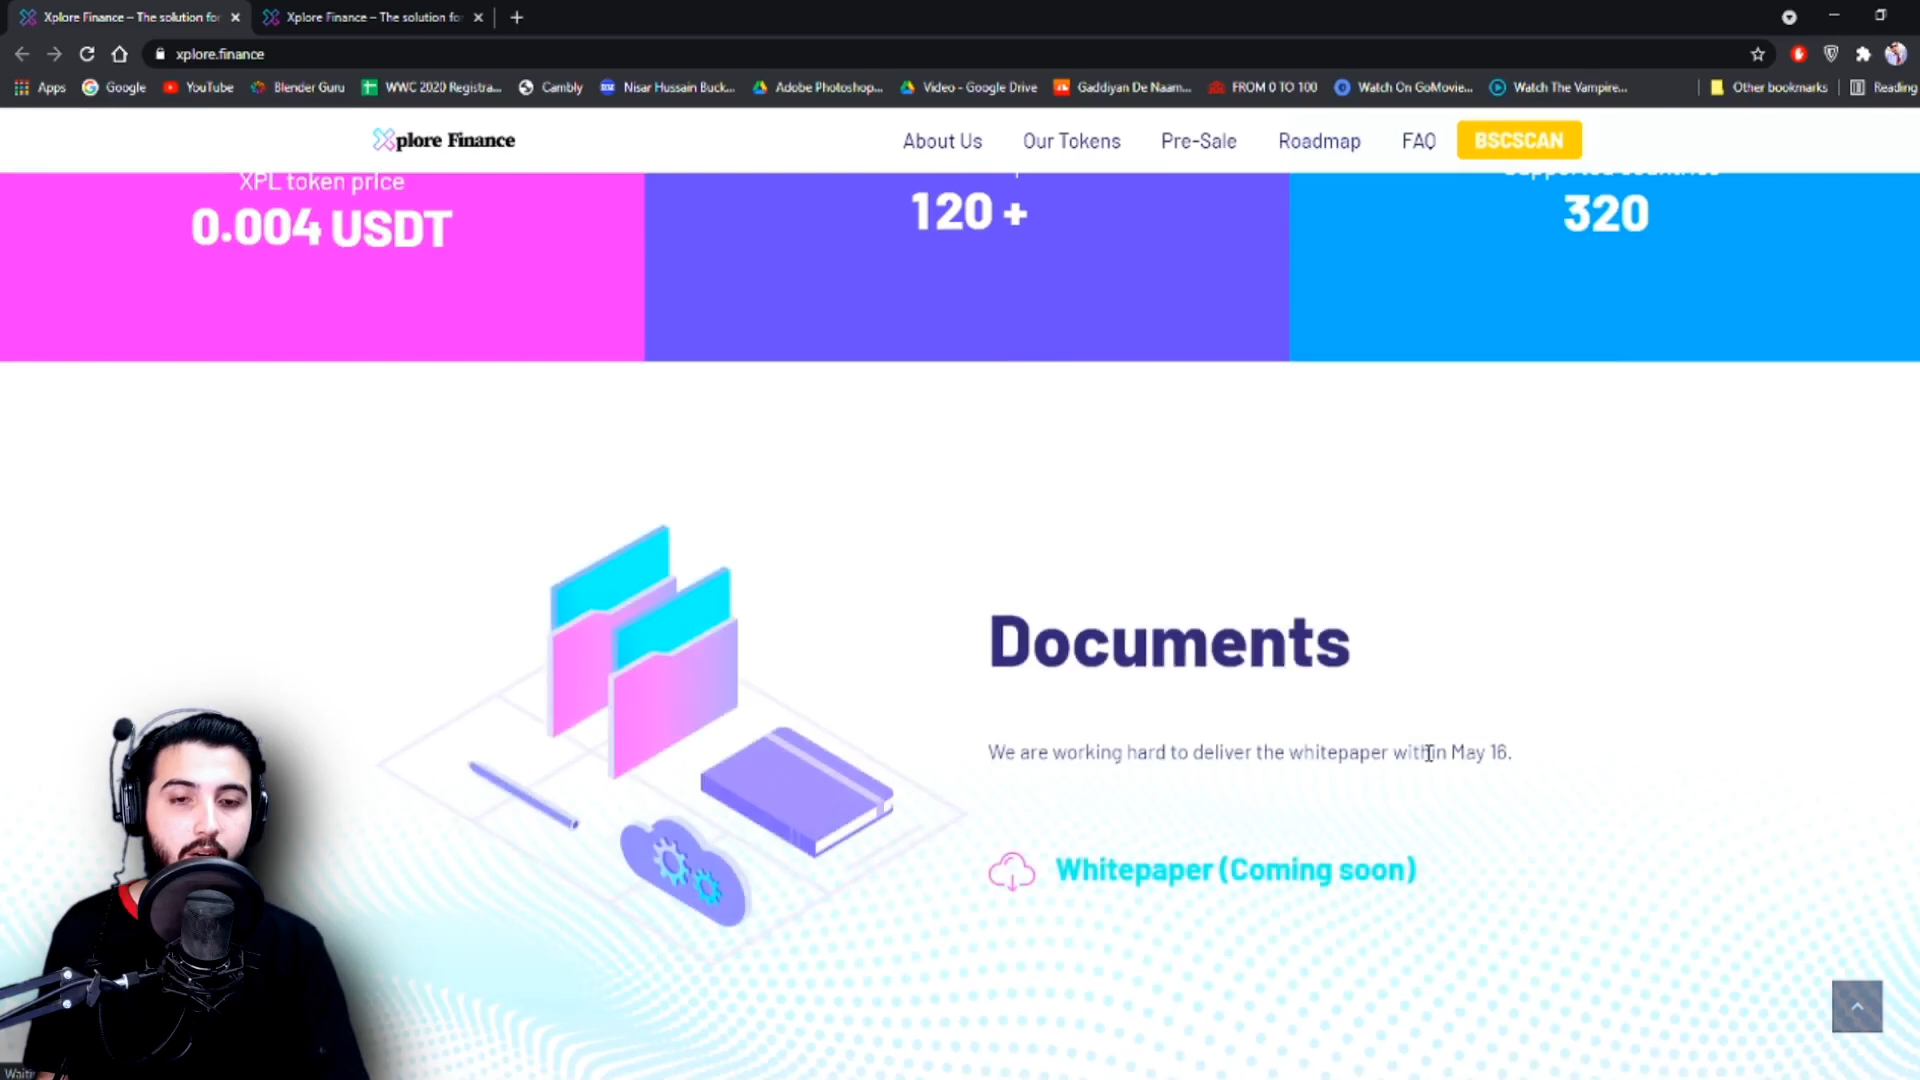 Xplore Finance – The solution for
Xplore Finance – The solution for
xplore.finance
Apps
Google
YouTube
Blender Guru
WWC 2020 Registra...
Cambly
Nisar Hussain Buck...
Adobe Photoshop...
Video - Google Drive
Gaddiyan De Naam...
FROM 0 TO 100
Watch On GoMovie...
Watch The Vampire...
Other bookmarks
Reading
Xplore Finance
About Us
Our Tokens
Pre-Sale
Roadmap
FAQ
BSCSCAN
XPL token price
0.004 USDT
120 +
Supported countries
320
Documents
We are working hard to deliver the whitepaper within May 16.
Whitepaper (Coming soon)